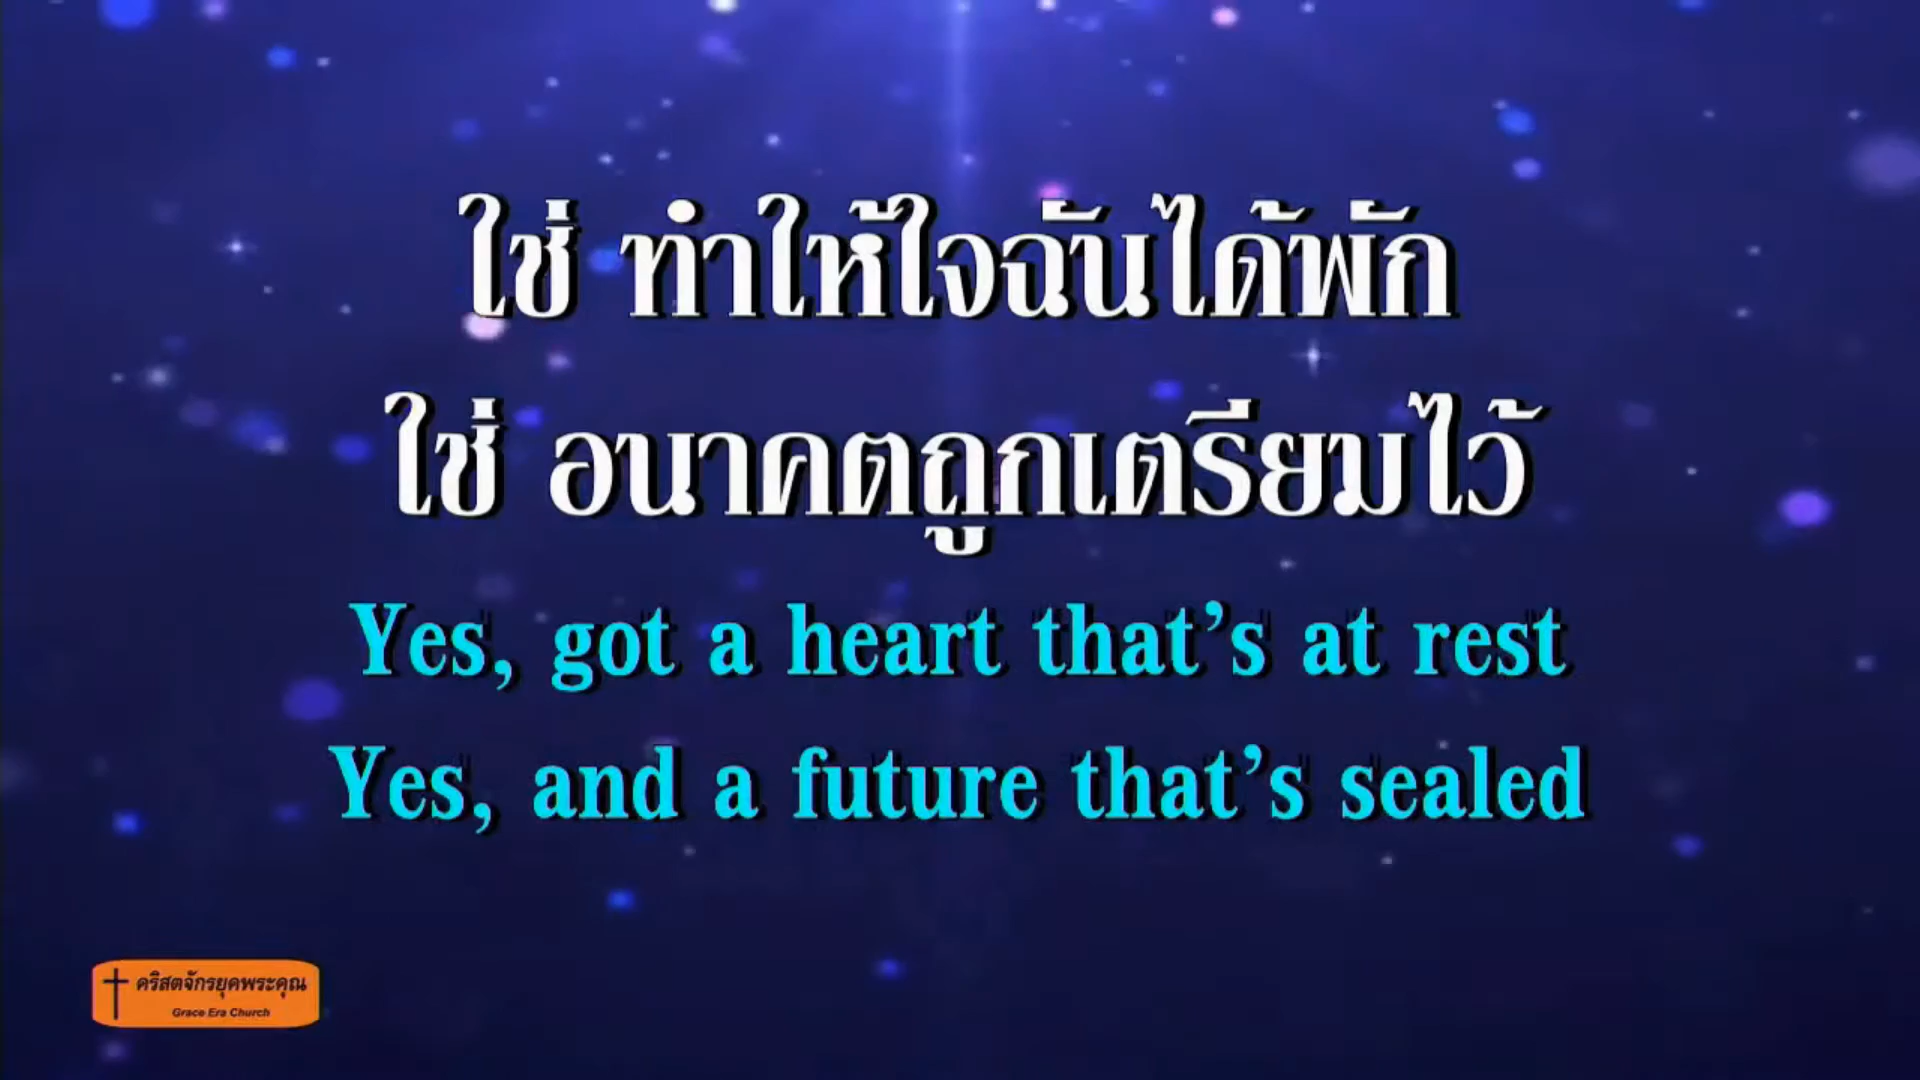 ใช่ ทำให้ใจฉันได้พัก
ใช่ อนาคตถูกเตรียมไว้
Yes, got a heart that’s at rest
Yes, and a future that’s sealed
คริสตจักรยุคพระคุณ
Grace Era Church